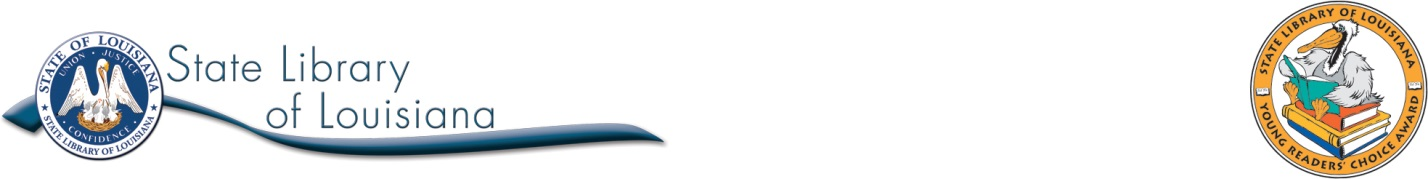 STATE OF LOUISIANA
UNION · JUSTICE
CONFIDENCE
STATE LIBRARY OF LOUISIANA
State Library
of Louisiana
STATE LIBRARY OF LOUISIANA
YOUNG READERS' CHOICE AWARD